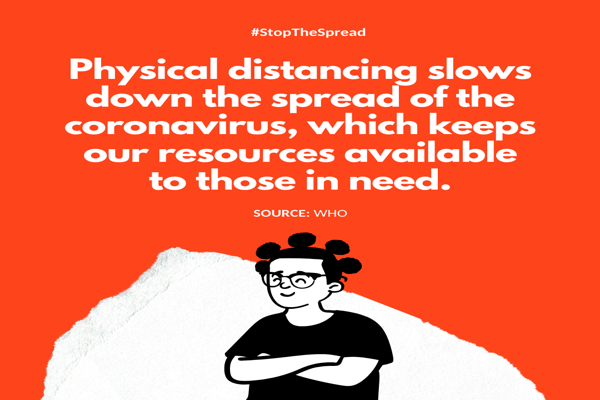 #StopTheSpread
Physical distancing slows
down the spread of the
coronavirus, which keeps
our resources available
to those in need.
SOURCE: WHO